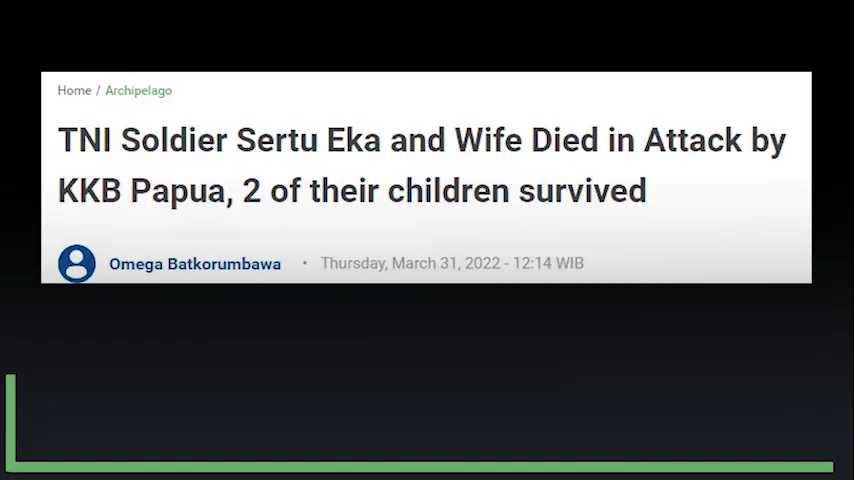 Home / Archipelago
TNI Soldier Sertu Eka and Wife Died in Attack by
KKB Papua, 2 of their children survived
Omega Batkorumbawa • Thursday, March 31, 2022 - 12:14 WIB